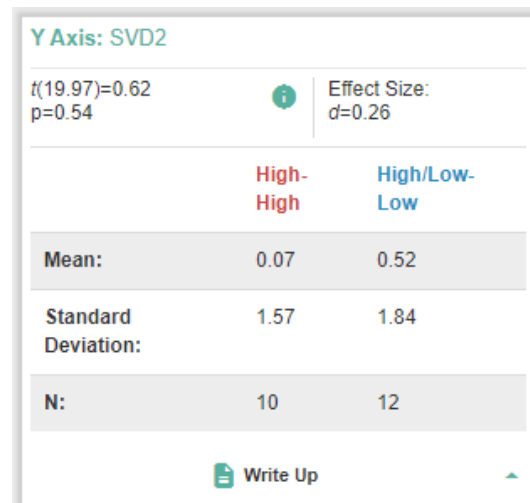 Y Axis: SVD2
t(19.97)=0.62
p=0.54
Effect Size:
d=0.26
High-High
High/Low-Low
Mean: 0.07 0.52
Standard Deviation: 1.57 1.84
N: 10 12
Write Up